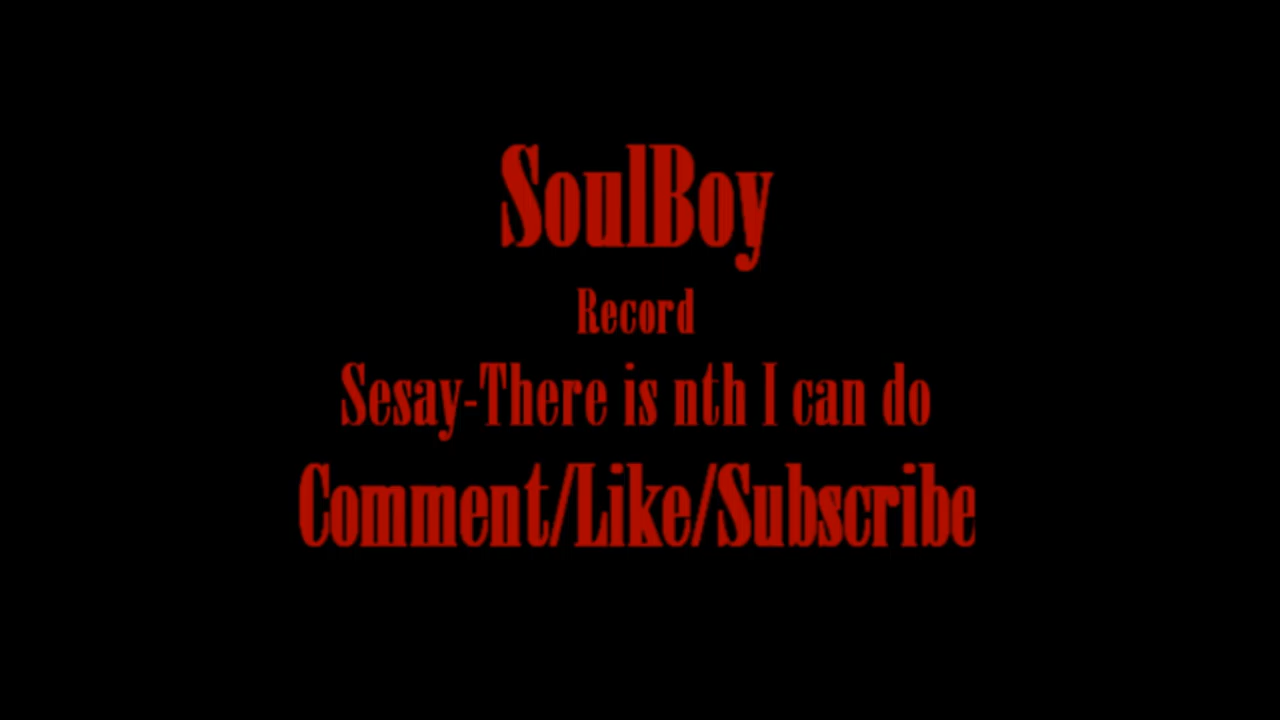 SoulBoy
Record
Sesay-There is nth I can do
Comment/Like/Subscribe